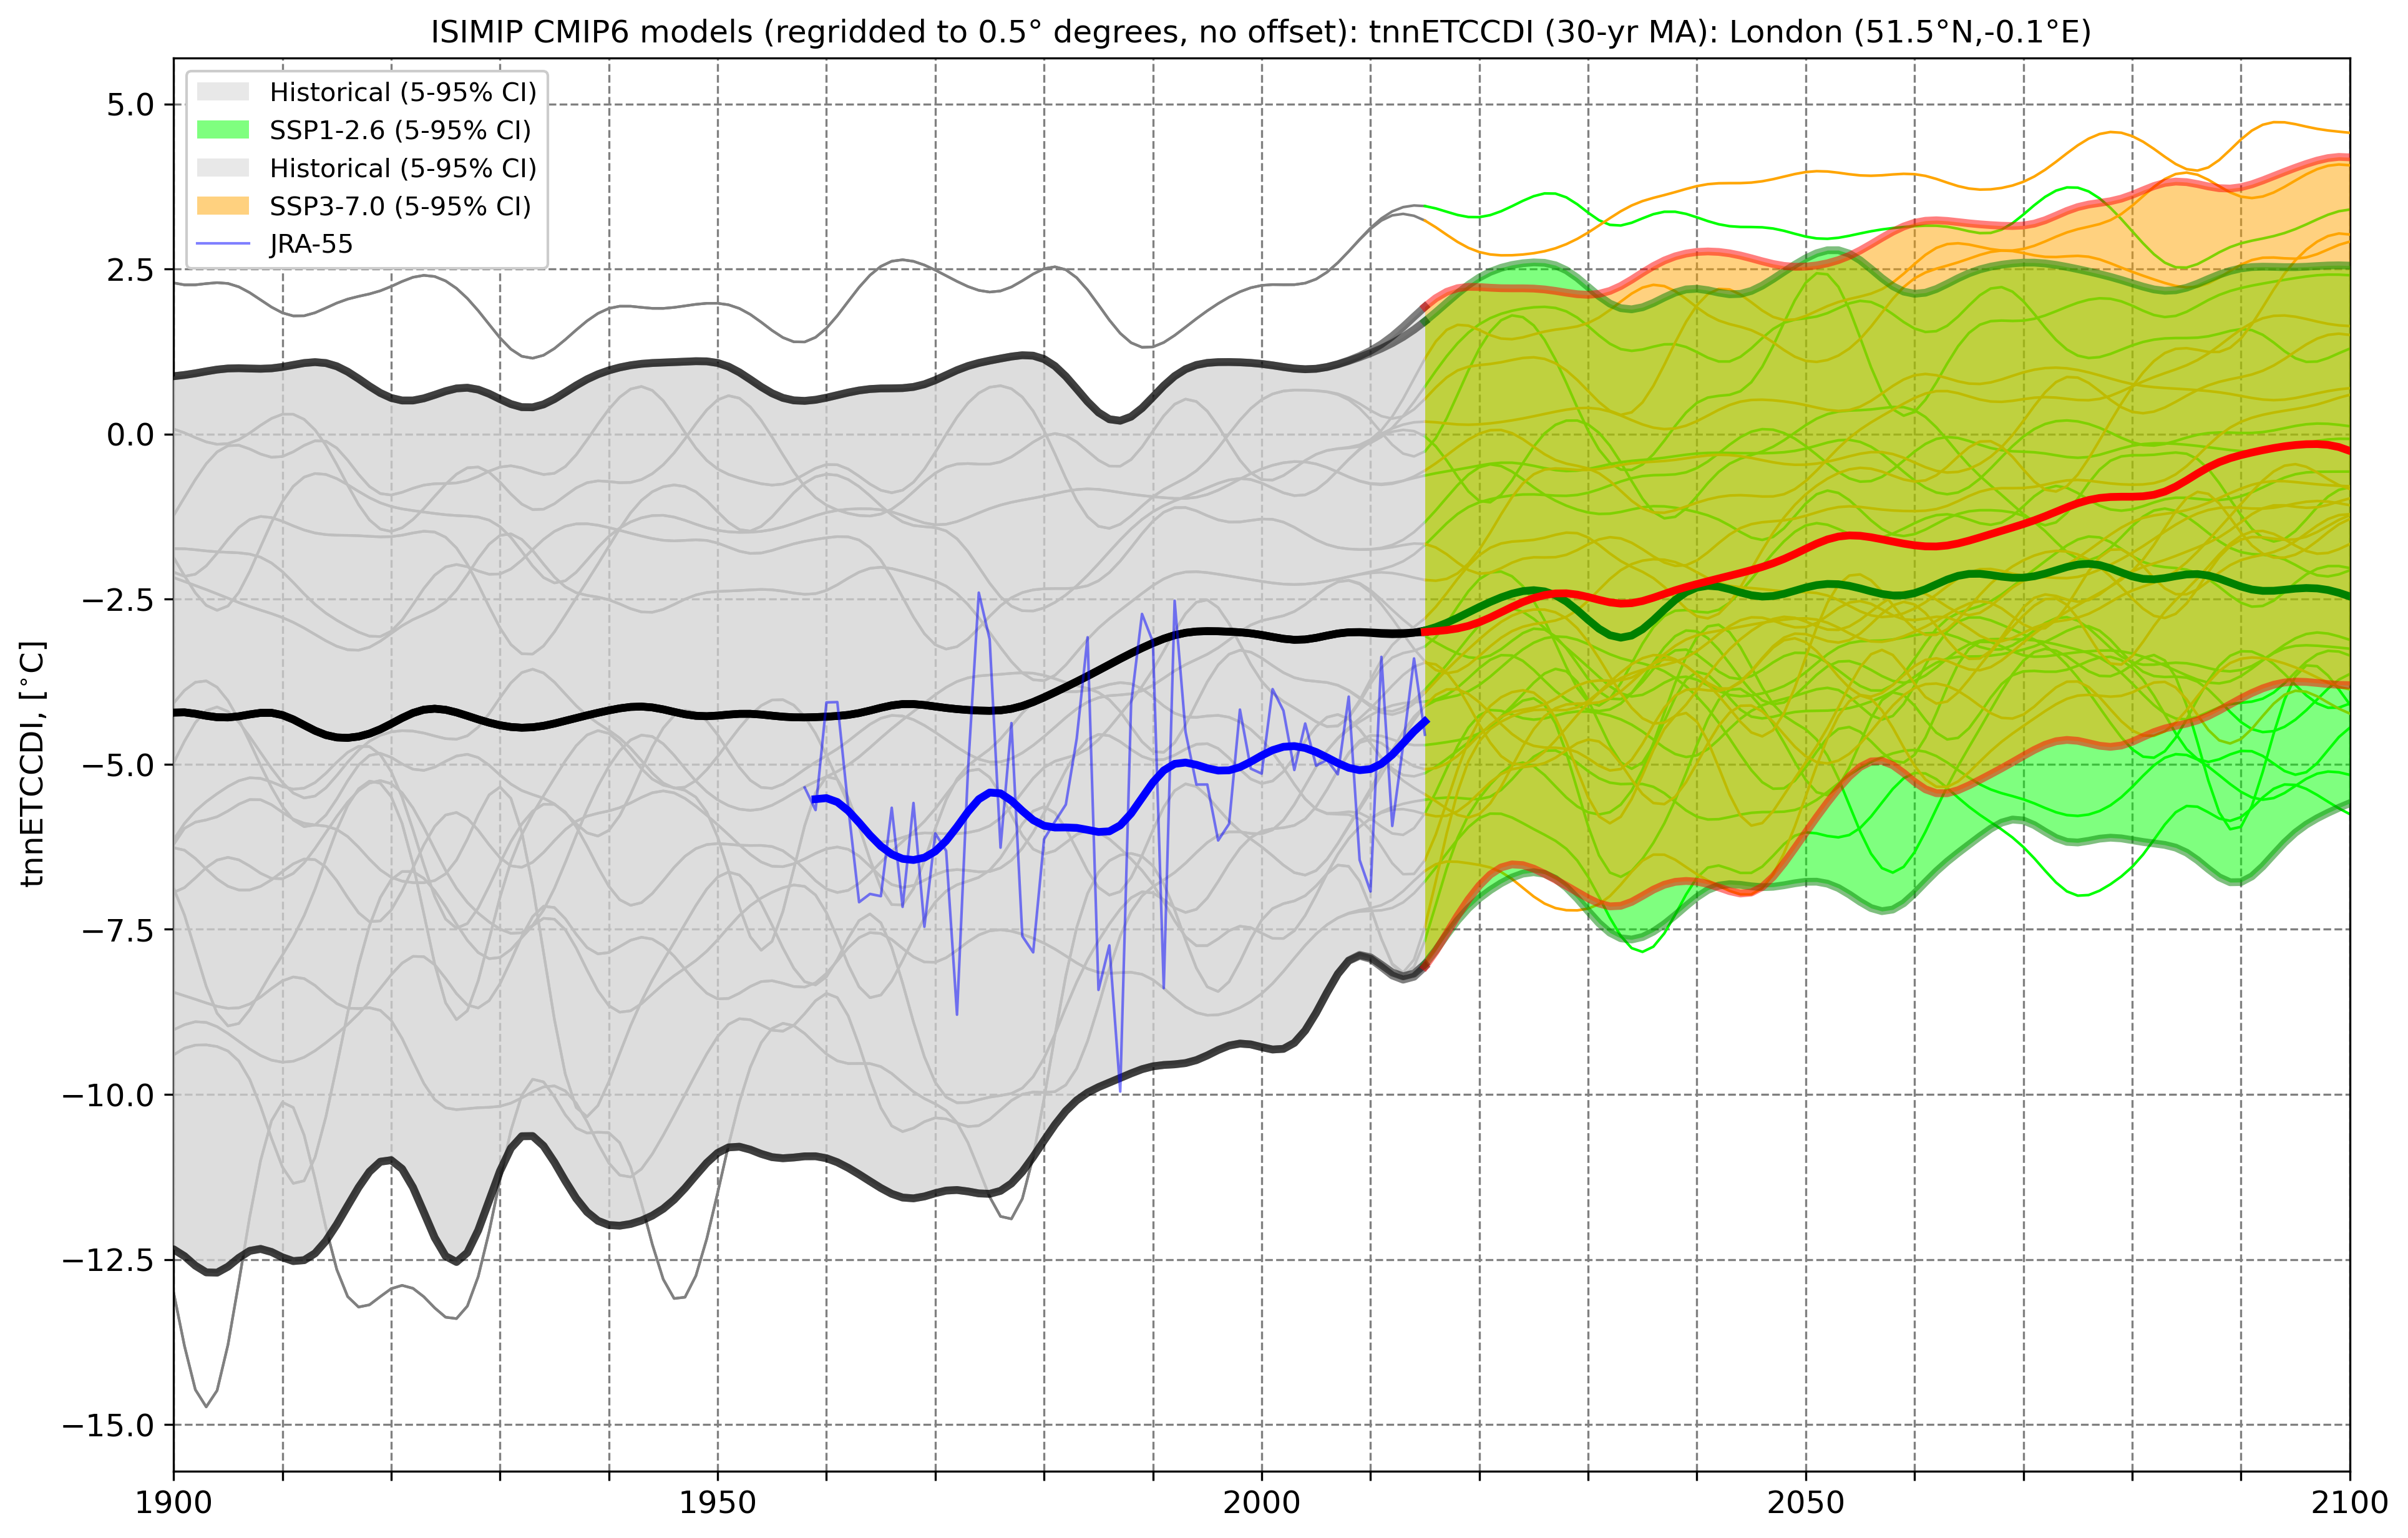 ISIMIP CMIP6 models (regridded to 0.5° degrees, no offset): tnnETCCDI (30-yr MA): London (51.5°N,-0.1°E)
Historical (5-95% CI)
SSP1-2.6 (5-95% CI)
Historical (5-95% CI)
SSP3-7.0 (5-95% CI)
JRA-55
5.0
2.5
0.0
−2.5
−5.0
−7.5
−10.0
−12.5
−15.0
tnnETCCDI, [°C]
1900 1950 2000 2050 2100